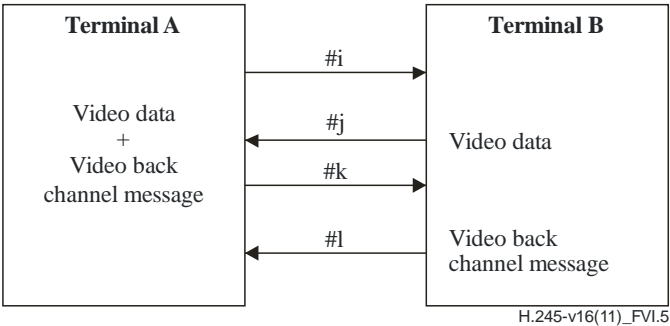 Terminal A
Terminal B
#i
Video data
+
Video back
channel message
#j
Video data
#k
#l
Video back
channel message
H.245-v16(11)_FVI.5